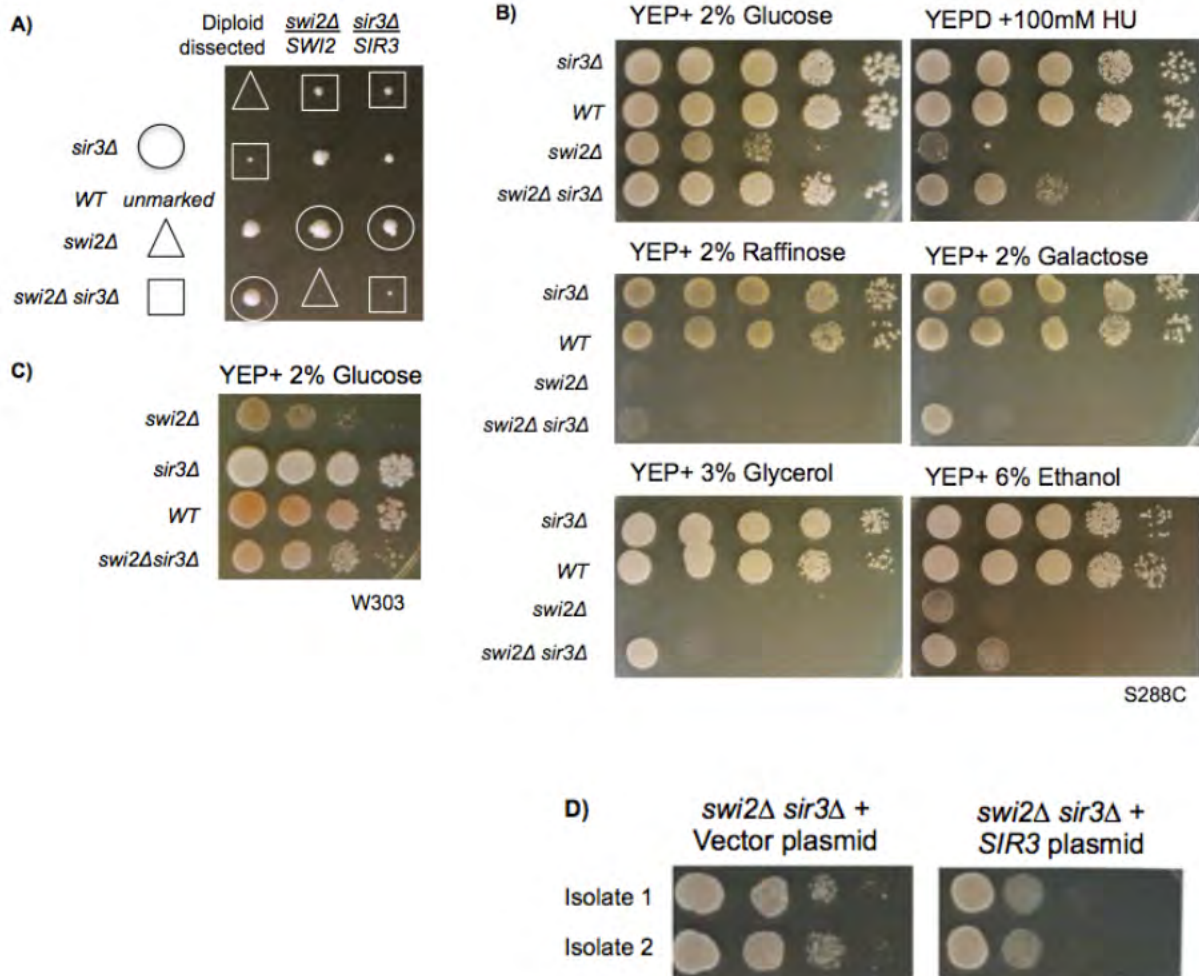 A)
Diploid dissected
swi2Δ
SWI2
sir3Δ
SIR3
sir3Δ
WT unmarked
swi2Δ
swi2Δ sir3Δ
B)
YEP+ 2% Glucose
YEPD +100mM HU
sir3Δ
WT
swi2Δ
swi2Δ sir3Δ
YEP+ 2% Raffinose
YEP+ 2% Galactose
sir3Δ
WT
swi2Δ
swi2Δ sir3Δ
YEP+ 3% Glycerol
YEP+ 6% Ethanol
sir3Δ
WT
swi2Δ
swi2Δ sir3Δ
S288C
C)
YEP+ 2% Glucose
swi2Δ
sir3Δ
WT
swi2Δsir3Δ
W303
D)
swi2Δ sir3Δ +
Vector plasmid
swi2Δ sir3Δ +
SIR3 plasmid
Isolate 1
Isolate 2